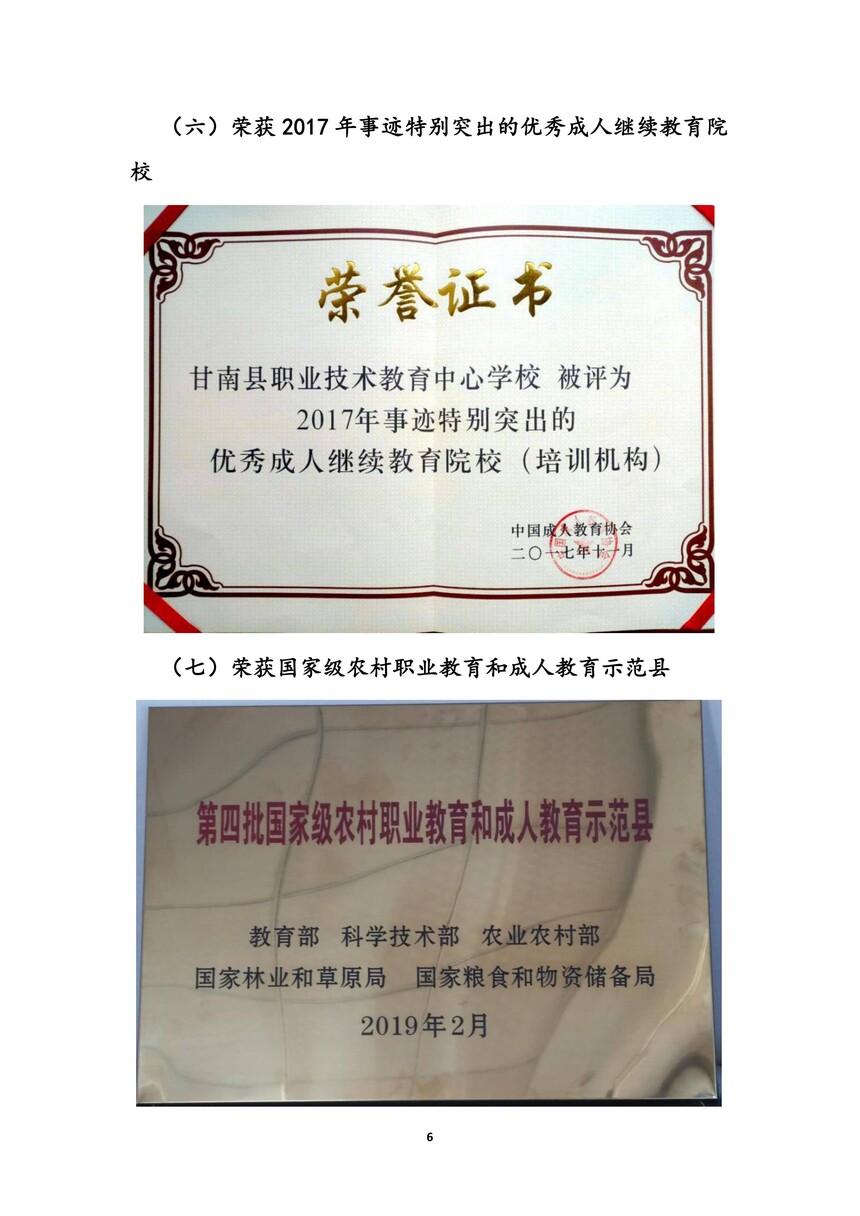 （六）荣获 2017 年事迹特别突出的优秀成人继续教育院
校
荣誉证书
甘南县职业技术教育中心学校 被评为
2017年事迹特别突出的
优秀成人继续教育院校（培训机构）
中国成人教育协会
二〇一七年十一月
（七）荣获国家级农村职业教育和成人教育示范县
第四批国家级农村职业教育和成人教育示范县
教育部 科学技术部 农业农村部
国家林业和草原局 国家粮食和物资储备局
2019年2月
6